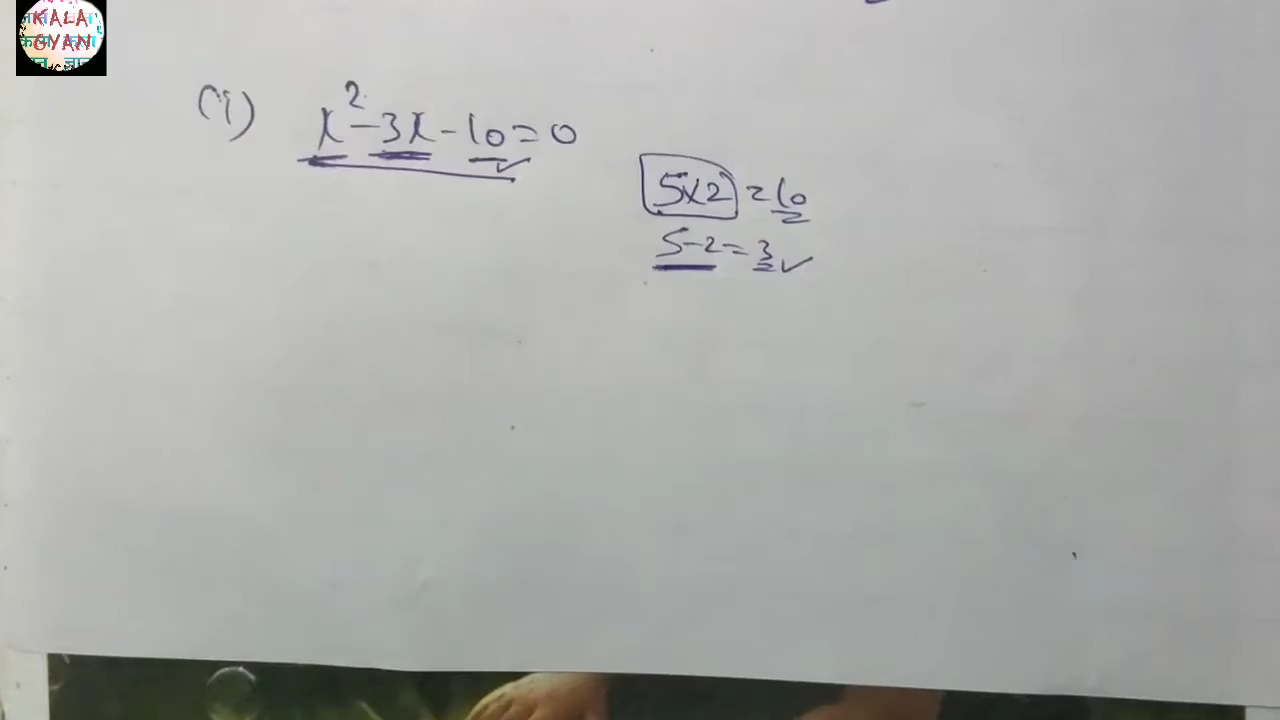 KALA
GYAN
(i) x²-3x-10=0
5x2=10
5-2=3✓